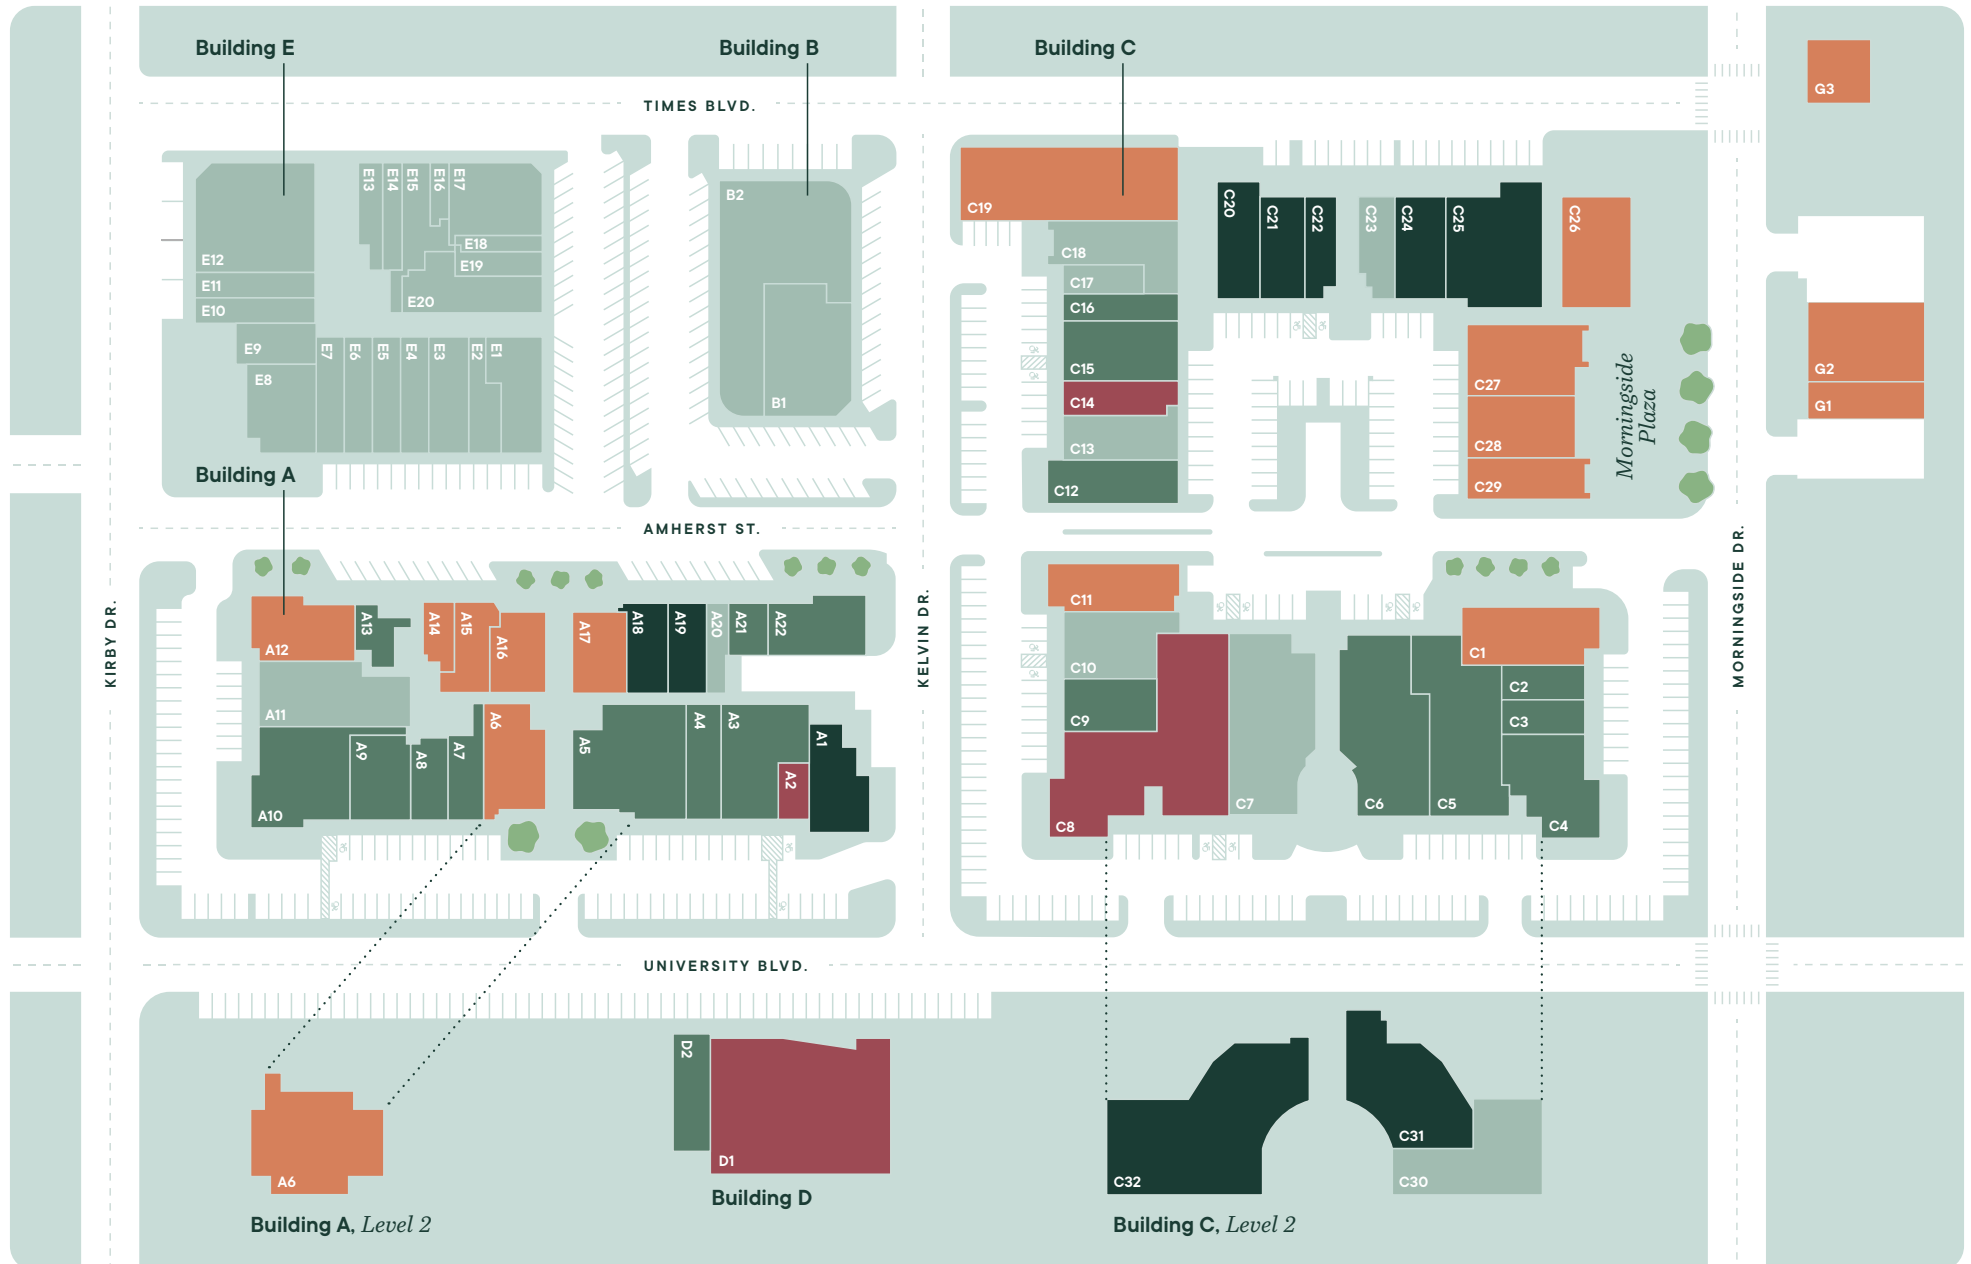 Building E
Building B
Building C
G3
TIMES BLVD.
E12
E11
E10
E9
E8
E13
E14
E15
E16
E17
E18
E19
E20
E7
E6
E5
E4
E3
E2
E1
B2
B1
C19
C18
C17
C16
C15
C14
C13
C12
C20
C21
C22
C23
C24
C25
C26
C27
C28
C29
Morningside
Plaza
G2
G1
Building A
AMHERST ST.
KIRBY DR.
KELVIN DR.
MORNINGSIDE DR.
A12
A13
A14
A15
A16
A17
A18
A19
A20
A21
A22
A11
A10
A9
A8
A7
A6
A5
A4
A3
A2
A1
C11
C10
C9
C8
C7
C6
C5
C4
C3
C2
C1
UNIVERSITY BLVD.
A6
Building A, Level 2
D2
D1
Building D
C32
C31
C30
Building C, Level 2